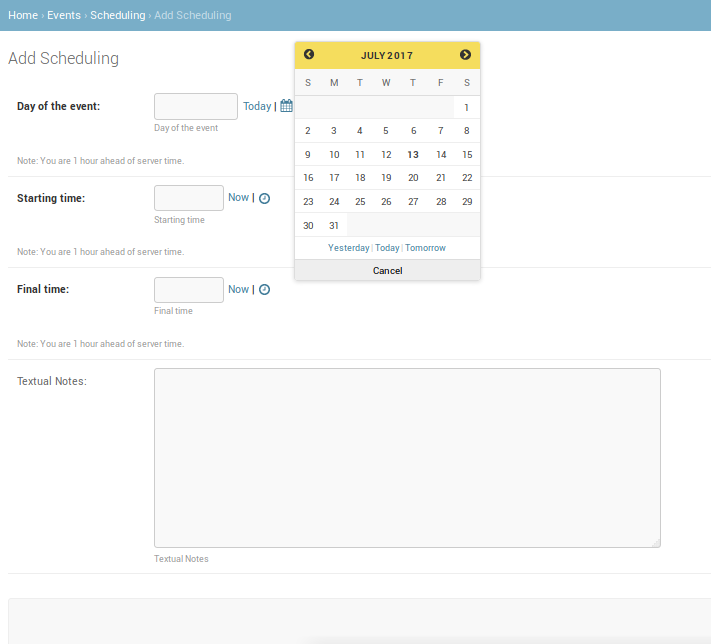 Home › Events › Scheduling › Add Scheduling
Add Scheduling
Day of the event:
Today |
Day of the event
Note: You are 1 hour ahead of server time.
JULY 2017
S M T W T F S
1
2 3 4 5 6 7 8
9 10 11 12 13 14 15
16 17 18 19 20 21 22
23 24 25 26 27 28 29
30 31
Yesterday | Today | Tomorrow
Cancel
Starting time:
Now |
Starting time
Note: You are 1 hour ahead of server time.
Final time:
Now |
Final time
Note: You are 1 hour ahead of server time.
Textual Notes:
Textual Notes